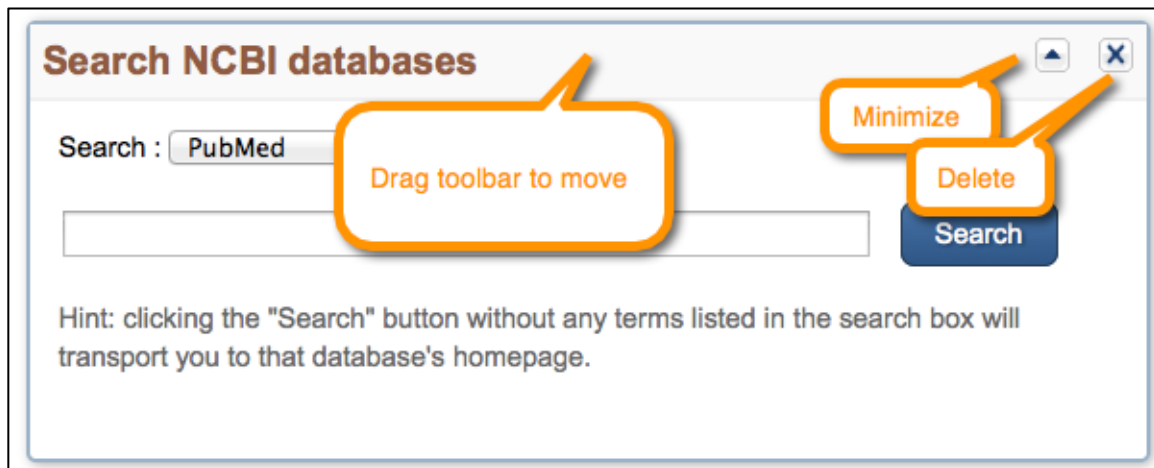 Search NCBI databases
Minimize
Search : PubMed
Drag toolbar to move
Delete
Search
Hint: clicking the "Search" button without any terms listed in the search box will
transport you to that database's homepage.